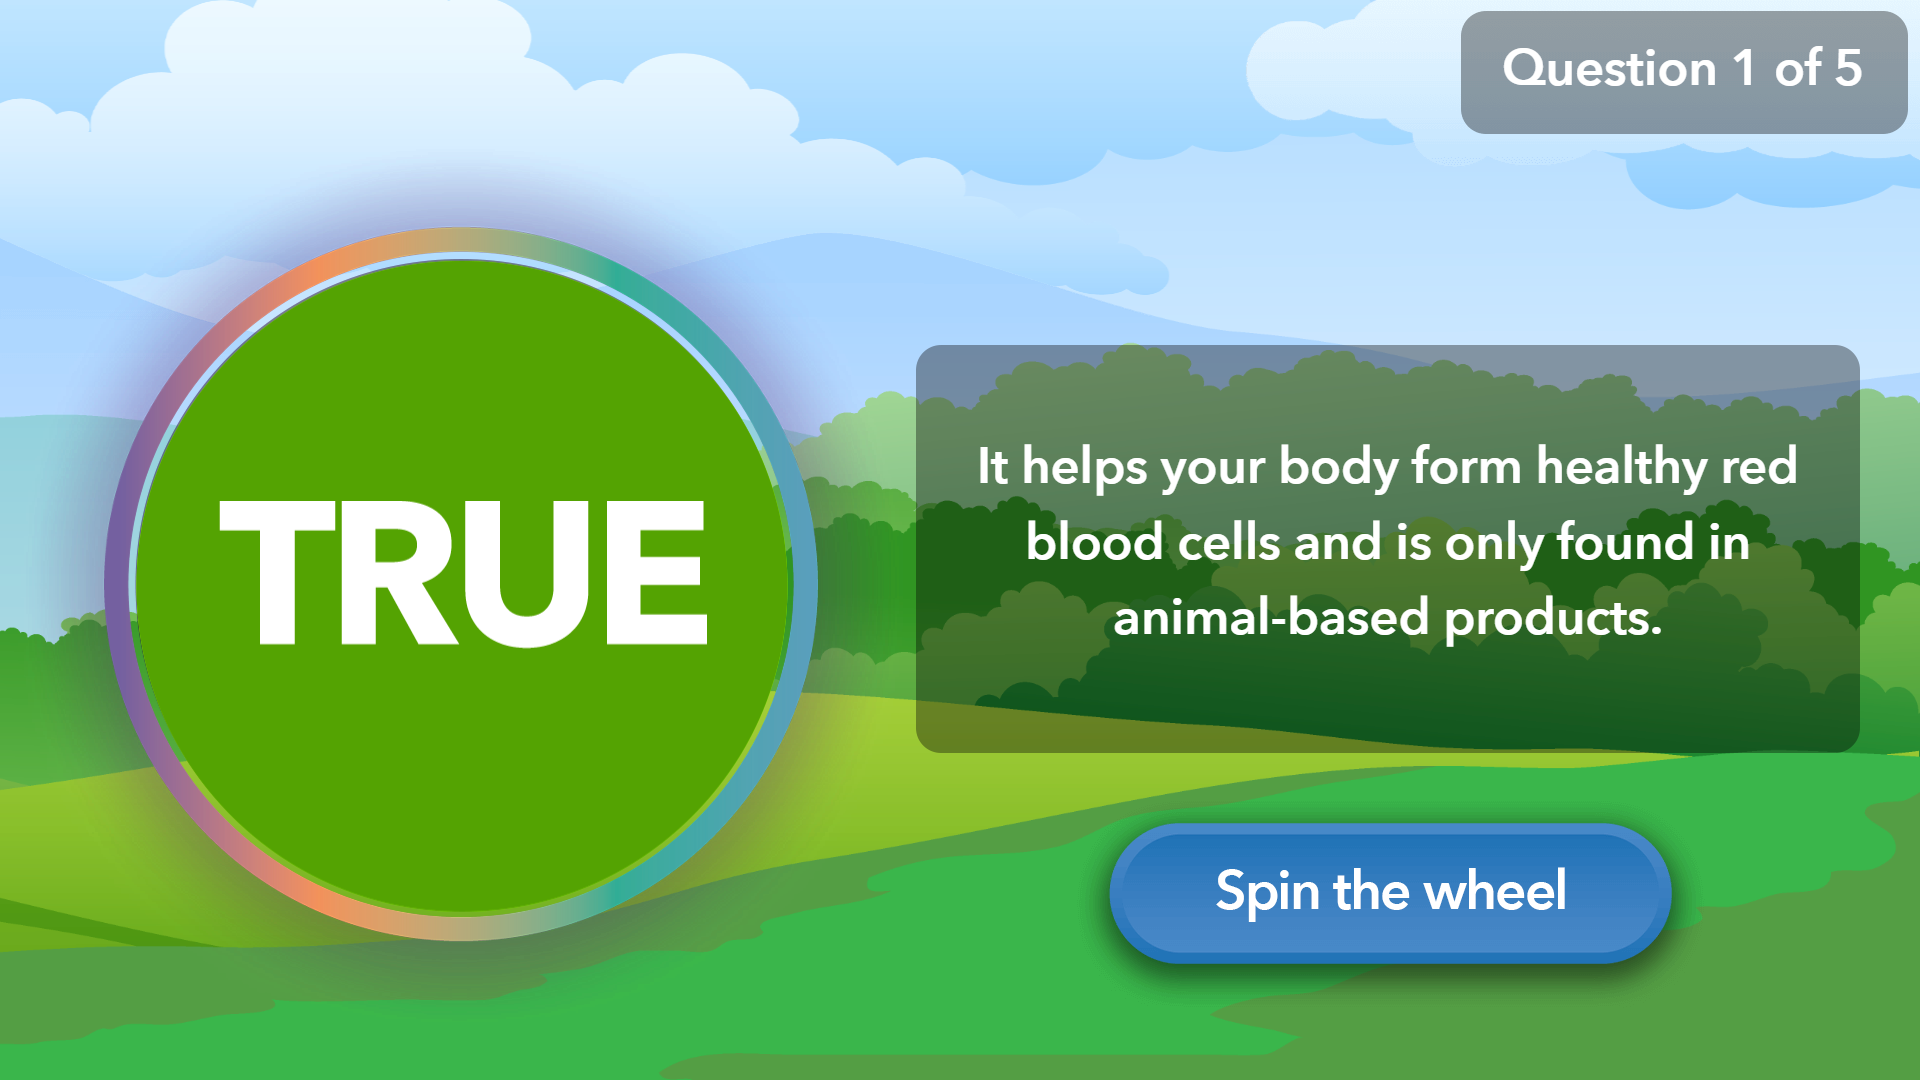 Question 1 of 5
TRUE
It helps your body form healthy red
blood cells and is only found in
animal-based products.
Spin the wheel